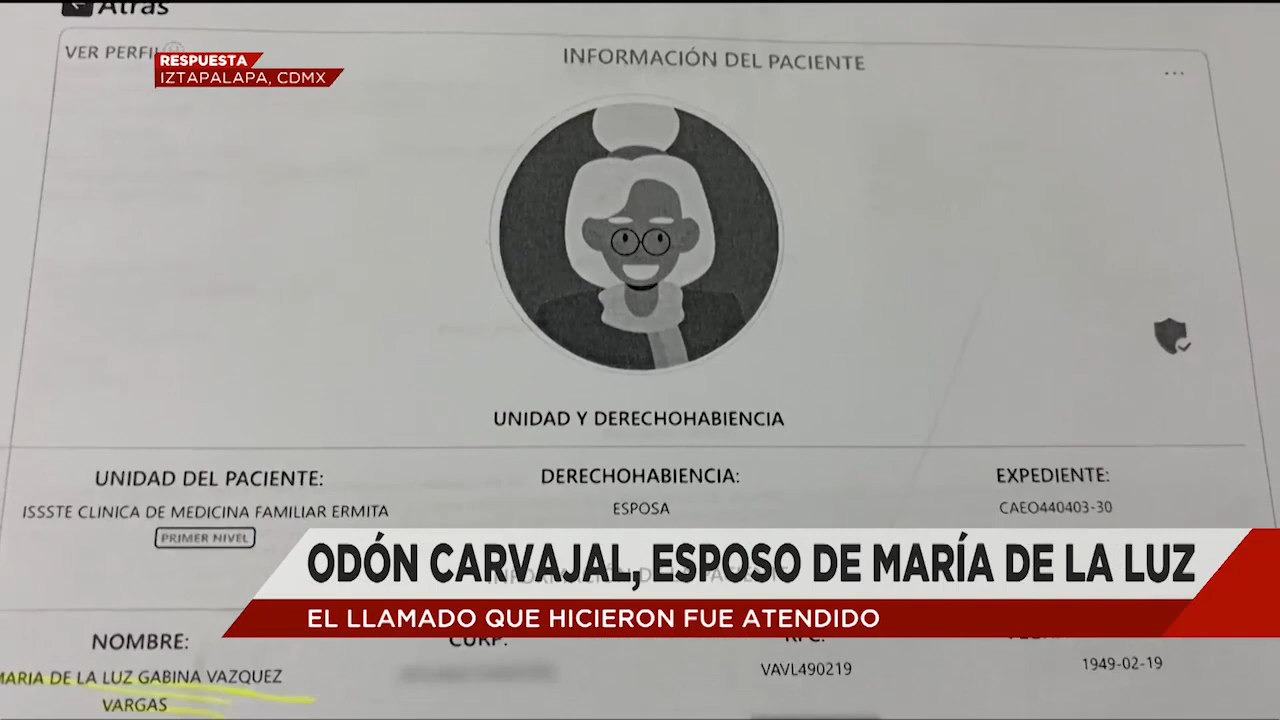 Atrás
VER PERFIL
RESPUESTA
IZTAPALAPA, CDMX
INFORMACIÓN DEL PACIENTE
UNIDAD Y DERECHOHABIENCIA
UNIDAD DEL PACIENTE:
ISSSTE CLINICA DE MEDICINA FAMILIAR ERMITA
PRIMER NIVEL
DERECHOHABIENCIA:
ESPOSA
EXPEDIENTE:
CAEO440403-30
ODÓN CARVAJAL, ESPOSO DE MARÍA DE LA LUZ
EL LLAMADO QUE HICIERON FUE ATENDIDO
NOMBRE:
MARIA DE LA LUZ GABINA VAZQUEZ
VARGAS
CURP:
RFC:
VAVL490219
1949-02-19